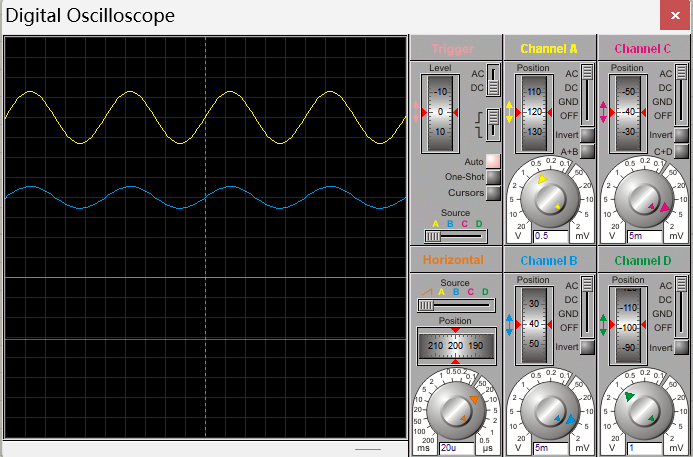 Digital Oscilloscope
×
Trigger
Level
-10
0
10
AC
DC
Auto
One-Shot
Cursors
Source
A B C D
Channel A
Position
110
120
130
AC
DC
GND
OFF
Invert
A+B
0.5 0.2 0.1
1
2
5
10
20
50
20
10
5
2
V
0.5
mV
Channel C
Position
-50
-40
-30
AC
DC
GND
OFF
Invert
C+D
0.5 0.2 0.1
1
2
5
10
20
50
20
10
5
2
V
5m
mV
Horizontal
Source
A B C D
Position
210 200 190
1 0.5 0.2 0.1
2
5
10
20
50
100
200
50
20
10
5
2
1
0.5
ms
20u
µs
Channel B
Position
30
40
50
AC
DC
GND
OFF
Invert
0.5 0.2 0.1
1
2
5
10
20
50
20
10
5
2
V
5m
mV
Channel D
Position
-110
-100
-90
AC
DC
GND
OFF
Invert
0.5 0.2 0.1
1
2
5
10
20
50
20
10
5
2
V
1
mV